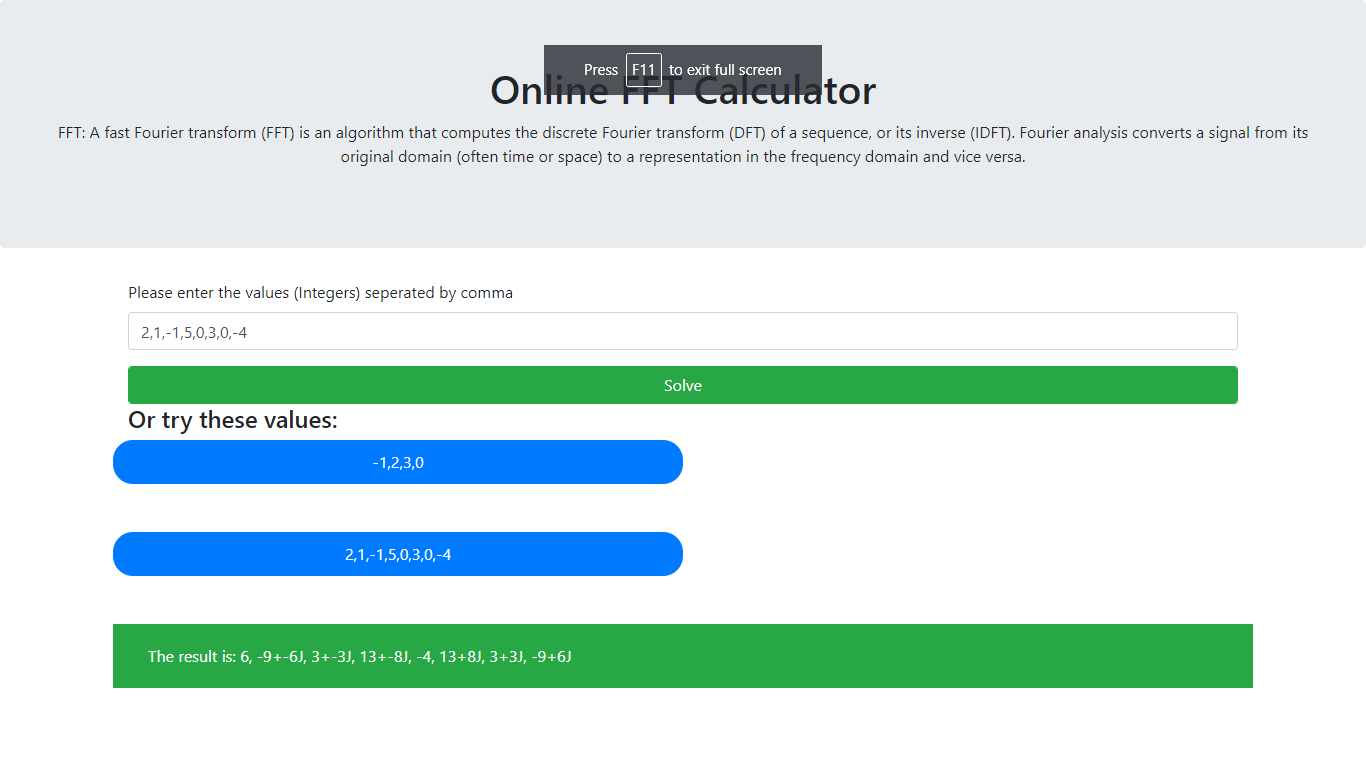 Press F11 to exit full screen
Online FFT Calculator
FFT: A fast Fourier transform (FFT) is an algorithm that computes the discrete Fourier transform (DFT) of a sequence, or its inverse (IDFT). Fourier analysis converts a signal from its
original domain (often time or space) to a representation in the frequency domain and vice versa.
Please enter the values (Integers) seperated by comma
2,1,-1,5,0,3,0,-4
Solve
Or try these values:
-1,2,3,0
2,1,-1,5,0,3,0,-4
The result is: 6, -9+-6J, 3+-3J, 13+-8J, -4, 13+8J, 3+3J, -9+6J